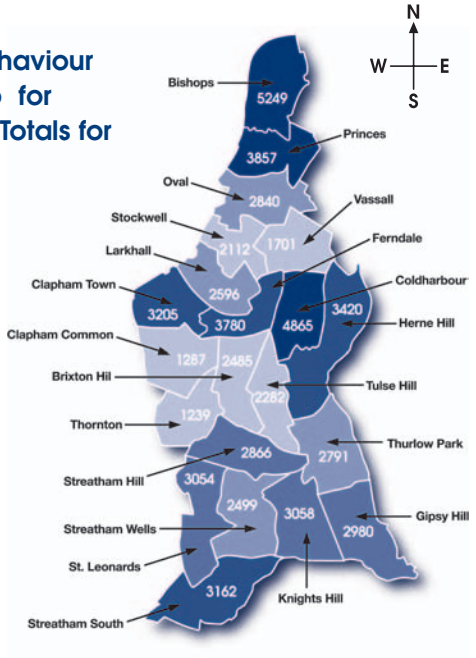 N
W E
S
haviour
for
Totals for
Bishops
5249
Princes
3857
Oval
2840
Vassall
Stockwell
2112
1701
Ferndale
Larkhall
2596
Coldharbour
Clapham Town
3205
3780
4865
3420
Herne Hill
Clapham Common
1287
2485
Brixton Hil
Tulse Hill
2282
1239
Thornton
Thurlow Park
2791
2866
Streatham Hill
3054
2499
3058
Gipsy Hill
2980
Streatham Wells
St. Leonards
Knights Hill
3162
Streatham South